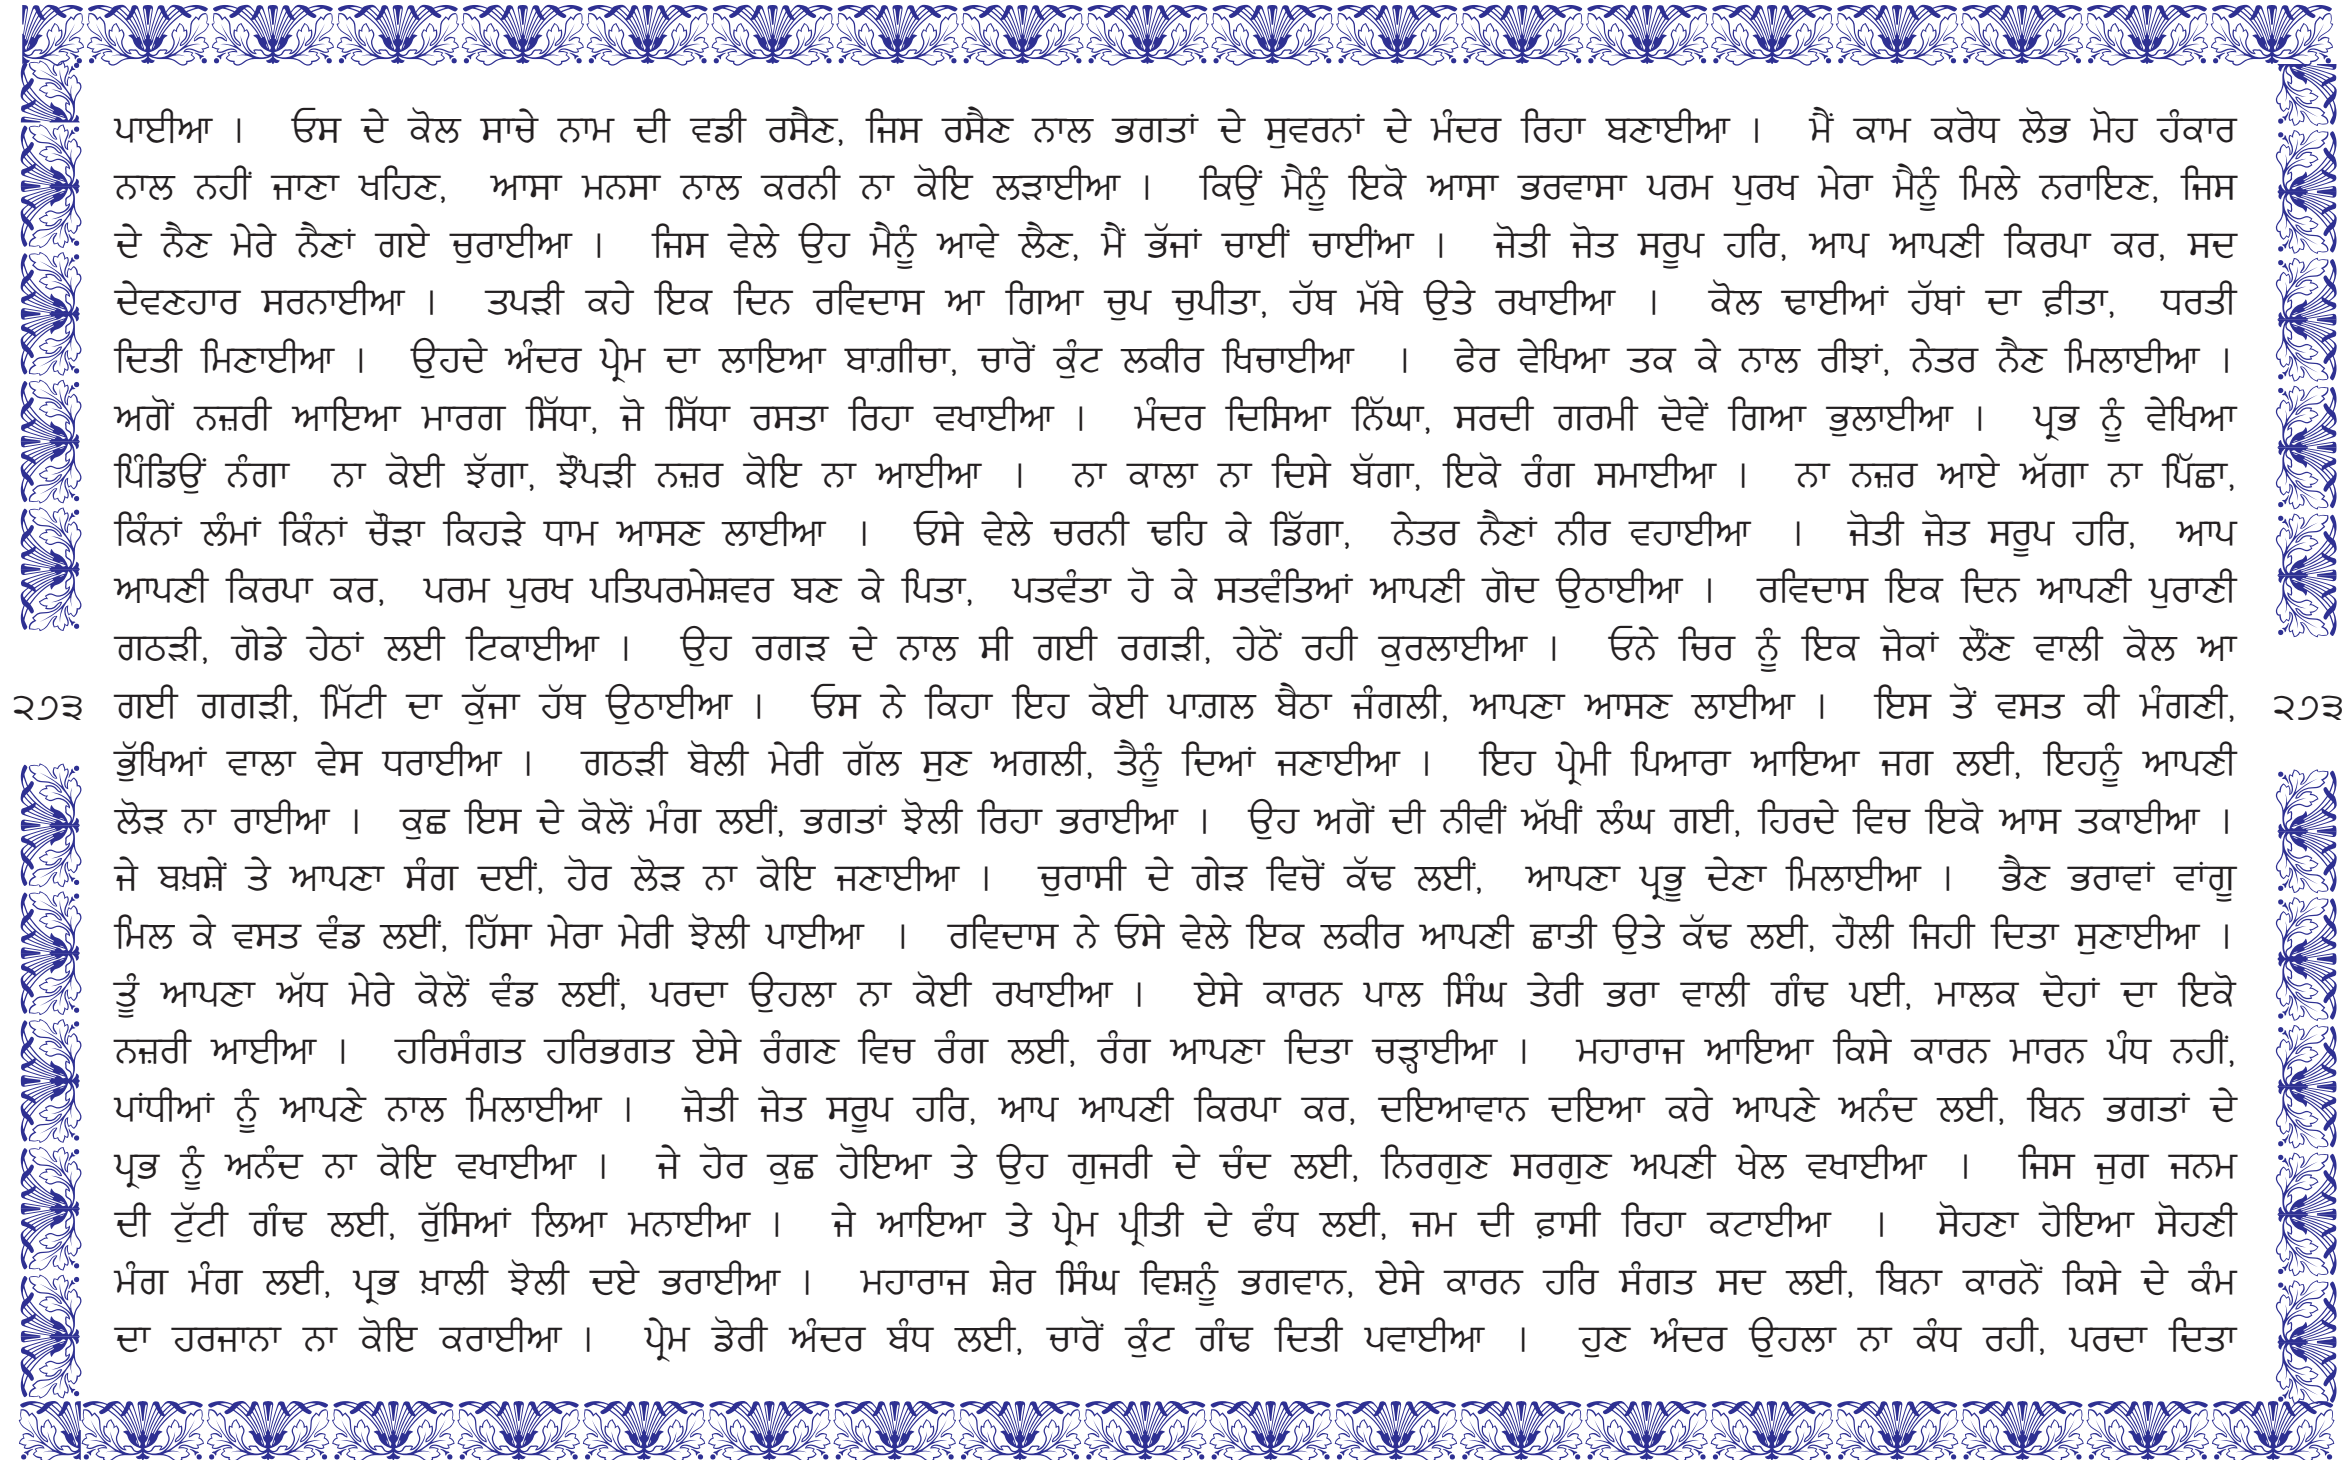 ਪਾਈਆ । ਓਸ ਦੇ ਕੋਲ ਸਾਚੇ ਨਾਮ ਦੀ ਵਡੀ ਰਸੈਣ, ਜਿਸ ਰਸੈਣ ਨਾਲ ਭਗਤਾਂ ਦੇ ਸੁਵਰਨਾਂ ਦੇ ਮੰਦਰ ਰਿਹਾ ਬਣਾਈਆ । ਮੈਂ ਕਾਮ ਕਰੋਧ ਲੋਭ ਮੋਹ ਹੰਕਾਰ
ਨਾਲ ਨਹੀਂ ਜਾਣਾ ਖਹਿਣ, ਆਸਾ ਮਨਸਾ ਨਾਲ ਕਰਨੀ ਨਾ ਕੋਇ ਲੜਾਈਆ । ਕਿਉਂ ਮੈਨੂੰ ਇਕੋ ਆਸਾ ਭਰਵਾਸਾ ਪਰਮ ਪੁਰਖ ਮੇਰਾ ਮੈਨੂੰ ਮਿਲੇ ਨਰਾਇਣ, ਜਿਸ
ਦੇ ਨੈਣ ਮੇਰੇ ਨੈਣਾਂ ਗਏ ਚੁਰਾਈਆ । ਜਿਸ ਵੇਲੇ ਉਹ ਮੈਨੂੰ ਆਵੇ ਲੈਣ, ਮੈਂ ਭੱਜਾਂ ਚਾਈਂ ਚਾਈਂਆ । ਜੋਤੀ ਜੋਤ ਸਰੂਪ ਹਰਿ, ਆਪ ਆਪਣੀ ਕਿਰਪਾ ਕਰ, ਸਦ
ਦੇਵਣਹਾਰ ਸਰਨਾਈਆ । ਤਪੜੀ ਕਹੇ ਇਕ ਦਿਨ ਰਵਿਦਾਸ ਆ ਗਿਆ ਚੁਪ ਚੁਪੀਤਾ, ਹੱਥ ਮੱਥੇ ਉਤੇ ਰਖਾਈਆ । ਕੋਲ ਢਾਈਆਂ ਹੱਥਾਂ ਦਾ ਫ਼ੀਤਾ, ਧਰਤੀ
ਦਿਤੀ ਮਿਣਾਈਆ । ਉਹਦੇ ਅੰਦਰ ਪ੍ਰੇਮ ਦਾ ਲਾਇਆ ਬਾਗ਼ੀਚਾ, ਚਾਰੋਂ ਕੁੰਟ ਲਕੀਰ ਖਿਚਾਈਆ । ਫੇਰ ਵੇਖਿਆ ਤਕ ਕੇ ਨਾਲ ਰੀਝਾਂ, ਨੇਤਰ ਨੈਣ ਮਿਲਾਈਆ ।
ਅਗੋਂ ਨਜ਼ਰੀ ਆਇਆ ਮਾਰਗ ਸਿੱਧਾ, ਜੋ ਸਿੱਧਾ ਰਸਤਾ ਰਿਹਾ ਵਖਾਈਆ । ਮੰਦਰ ਦਿਸਿਆ ਨਿੱਘਾ, ਸਰਦੀ ਗਰਮੀ ਦੋਵੇਂ ਗਿਆ ਭੁਲਾਈਆ । ਪ੍ਰਭ ਨੂੰ ਵੇਖਿਆ
ਪਿੰਡਿਉਂ ਨੰਗਾ ਨਾ ਕੋਈ ਝੱਗਾ, ਝੌਂਪੜੀ ਨਜ਼ਰ ਕੋਇ ਨਾ ਆਈਆ । ਨਾ ਕਾਲਾ ਨਾ ਦਿਸੇ ਬੱਗਾ, ਇਕੋ ਰੰਗ ਸਮਾਈਆ । ਨਾ ਨਜ਼ਰ ਆਏ ਅੱਗਾ ਨਾ ਪਿੱਛਾ,
ਕਿੰਨਾਂ ਲੰਮਾਂ ਕਿੰਨਾਂ ਚੌੜਾ ਕਿਹੜੇ ਧਾਮ ਆਸਣ ਲਾਈਆ । ਓਸੇ ਵੇਲੇ ਚਰਨੀ ਢਹਿ ਕੇ ਡਿੱਗਾ, ਨੇਤਰ ਨੈਣਾਂ ਨੀਰ ਵਹਾਈਆ । ਜੋਤੀ ਜੋਤ ਸਰੂਪ ਹਰਿ, ਆਪ
ਆਪਣੀ ਕਿਰਪਾ ਕਰ, ਪਰਮ ਪੁਰਖ ਪਤਿਪਰਮੇਸ਼ਵਰ ਬਣ ਕੇ ਪਿਤਾ, ਪਤਵੰਤਾ ਹੋ ਕੇ ਸਤਵੰਤਿਆਂ ਆਪਣੀ ਗੋਦ ਉਠਾਈਆ । ਰਵਿਦਾਸ ਇਕ ਦਿਨ ਆਪਣੀ ਪੁਰਾਣੀ
ਗਠੜੀ, ਗੋਡੇ ਹੇਠਾਂ ਲਈ ਟਿਕਾਈਆ । ਉਹ ਰਗੜ ਦੇ ਨਾਲ ਸੀ ਗਈ ਰਗੜੀ, ਹੇਠੋਂ ਰਹੀ ਕੁਰਲਾਈਆ । ਓਨੇ ਚਿਰ ਨੂੰ ਇਕ ਜੋਕਾਂ ਲੌਂਣ ਵਾਲੀ ਕੋਲ ਆ
੨੭੩ ਗਈ ਗਗੜੀ, ਮਿੱਟੀ ਦਾ ਕੁੱਜਾ ਹੱਥ ਉਠਾਈਆ । ਓਸ ਨੇ ਕਿਹਾ ਇਹ ਕੋਈ ਪਾਗ਼ਲ ਬੈਠਾ ਜੰਗਲੀ, ਆਪਣਾ ਆਸਣ ਲਾਈਆ । ਇਸ ਤੋਂ ਵਸਤ ਕੀ ਮੰਗਣੀ, ੨੭੩
ਭੁੱਖਿਆਂ ਵਾਲਾ ਵੇਸ ਧਰਾਈਆ । ਗਠੜੀ ਬੋਲੀ ਮੇਰੀ ਗੱਲ ਸੁਣ ਅਗਲੀ, ਤੈਨੂੰ ਦਿਆਂ ਜਣਾਈਆ । ਇਹ ਪ੍ਰੇਮੀ ਪਿਆਰਾ ਆਇਆ ਜਗ ਲਈ, ਇਹਨੂੰ ਆਪਣੀ
ਲੋੜ ਨਾ ਰਾਈਆ । ਕੁਛ ਇਸ ਦੇ ਕੋਲੋਂ ਮੰਗ ਲਈਂ, ਭਗਤਾਂ ਝੋਲੀ ਰਿਹਾ ਭਰਾਈਆ । ਉਹ ਅਗੋਂ ਦੀ ਨੀਵੀਂ ਅੱਖੀਂ ਲੰਘ ਗਈ, ਹਿਰਦੇ ਵਿਚ ਇਕੋ ਆਸ ਤਕਾਈਆ ।
ਜੇ ਬਖ਼ਸ਼ੇਂ ਤੇ ਆਪਣਾ ਸੰਗ ਦਈਂ, ਹੋਰ ਲੋੜ ਨਾ ਕੋਇ ਜਣਾਈਆ । ਚੁਰਾਸੀ ਦੇ ਗੇੜ ਵਿਚੋਂ ਕੱਢ ਲਈਂ, ਆਪਣਾ ਪ੍ਰਭੂ ਦੇਣਾ ਮਿਲਾਈਆ । ਭੈਣ ਭਰਾਵਾਂ ਵਾਂਗੂ
ਮਿਲ ਕੇ ਵਸਤ ਵੰਡ ਲਈਂ, ਹਿੱਸਾ ਮੇਰਾ ਮੇਰੀ ਝੋਲੀ ਪਾਈਆ । ਰਵਿਦਾਸ ਨੇ ਓਸੇ ਵੇਲੇ ਇਕ ਲਕੀਰ ਆਪਣੀ ਛਾਤੀ ਉਤੇ ਕੱਢ ਲਈ, ਹੌਲੀ ਜਿਹੀ ਦਿਤਾ ਸੁਣਾਈਆ ।
ਤੂੰ ਆਪਣਾ ਅੱਧ ਮੇਰੇ ਕੋਲੋਂ ਵੰਡ ਲਈਂ, ਪਰਦਾ ਉਹਲਾ ਨਾ ਕੋਈ ਰਖਾਈਆ । ਏਸੇ ਕਾਰਨ ਪਾਲ ਸਿੰਘ ਤੇਰੀ ਭਰਾ ਵਾਲੀ ਗੰਢ ਪਈ, ਮਾਲਕ ਦੋਹਾਂ ਦਾ ਇਕੋ
ਨਜ਼ਰੀ ਆਈਆ । ਹਰਿਸੰਗਤ ਹਰਿਭਗਤ ਏਸੇ ਰੰਗਣ ਵਿਚ ਰੰਗ ਲਈ, ਰੰਗ ਆਪਣਾ ਦਿਤਾ ਚੜ੍ਹਾਈਆ । ਮਹਾਰਾਜ ਆਇਆ ਕਿਸੇ ਕਾਰਨ ਮਾਰਨ ਪੰਧ ਨਹੀਂ,
ਪਾਂਧੀਆਂ ਨੂੰ ਆਪਣੇ ਨਾਲ ਮਿਲਾਈਆ । ਜੋਤੀ ਜੋਤ ਸਰੂਪ ਹਰਿ, ਆਪ ਆਪਣੀ ਕਿਰਪਾ ਕਰ, ਦਇਆਵਾਨ ਦਇਆ ਕਰੇ ਆਪਣੇ ਅਨੰਦ ਲਈ, ਬਿਨ ਭਗਤਾਂ ਦੇ
ਪ੍ਰਭ ਨੂੰ ਅਨੰਦ ਨਾ ਕੋਇ ਵਖਾਈਆ । ਜੇ ਹੋਰ ਕੁਛ ਹੋਇਆ ਤੇ ਉਹ ਗੁਜਰੀ ਦੇ ਚੰਦ ਲਈ, ਨਿਰਗੁਣ ਸਰਗੁਣ ਅਪਣੀ ਖੇਲ ਵਖਾਈਆ । ਜਿਸ ਜੁਗ ਜਨਮ
ਦੀ ਟੁੱਟੀ ਗੰਢ ਲਈ, ਰੁੱਸਿਆਂ ਲਿਆ ਮਨਾਈਆ । ਜੇ ਆਇਆ ਤੇ ਪ੍ਰੇਮ ਪ੍ਰੀਤੀ ਦੇ ਫੰਧ ਲਈ, ਜਮ ਦੀ ਫ਼ਾਸੀ ਰਿਹਾ ਕਟਾਈਆ । ਸੋਹਣਾ ਹੋਇਆ ਸੋਹਣੀ
ਮੰਗ ਮੰਗ ਲਈ, ਪ੍ਰਭ ਖ਼ਾਲੀ ਝੋਲੀ ਦਏ ਭਰਾਈਆ । ਮਹਾਰਾਜ ਸ਼ੇਰ ਸਿੰਘ ਵਿਸ਼ਨੂੰ ਭਗਵਾਨ, ਏਸੇ ਕਾਰਨ ਹਰਿ ਸੰਗਤ ਸਦ ਲਈ, ਬਿਨਾ ਕਾਰਨੋਂ ਕਿਸੇ ਦੇ ਕੰਮ
ਦਾ ਹਰਜਾਨਾ ਨਾ ਕੋਇ ਕਰਾਈਆ । ਪ੍ਰੇਮ ਡੋਰੀ ਅੰਦਰ ਬੰਧ ਲਈ, ਚਾਰੋਂ ਕੁੰਟ ਗੰਢ ਦਿਤੀ ਪਵਾਈਆ । ਹੁਣ ਅੰਦਰ ਉਹਲਾ ਨਾ ਕੰਧ ਰਹੀ, ਪਰਦਾ ਦਿਤਾ